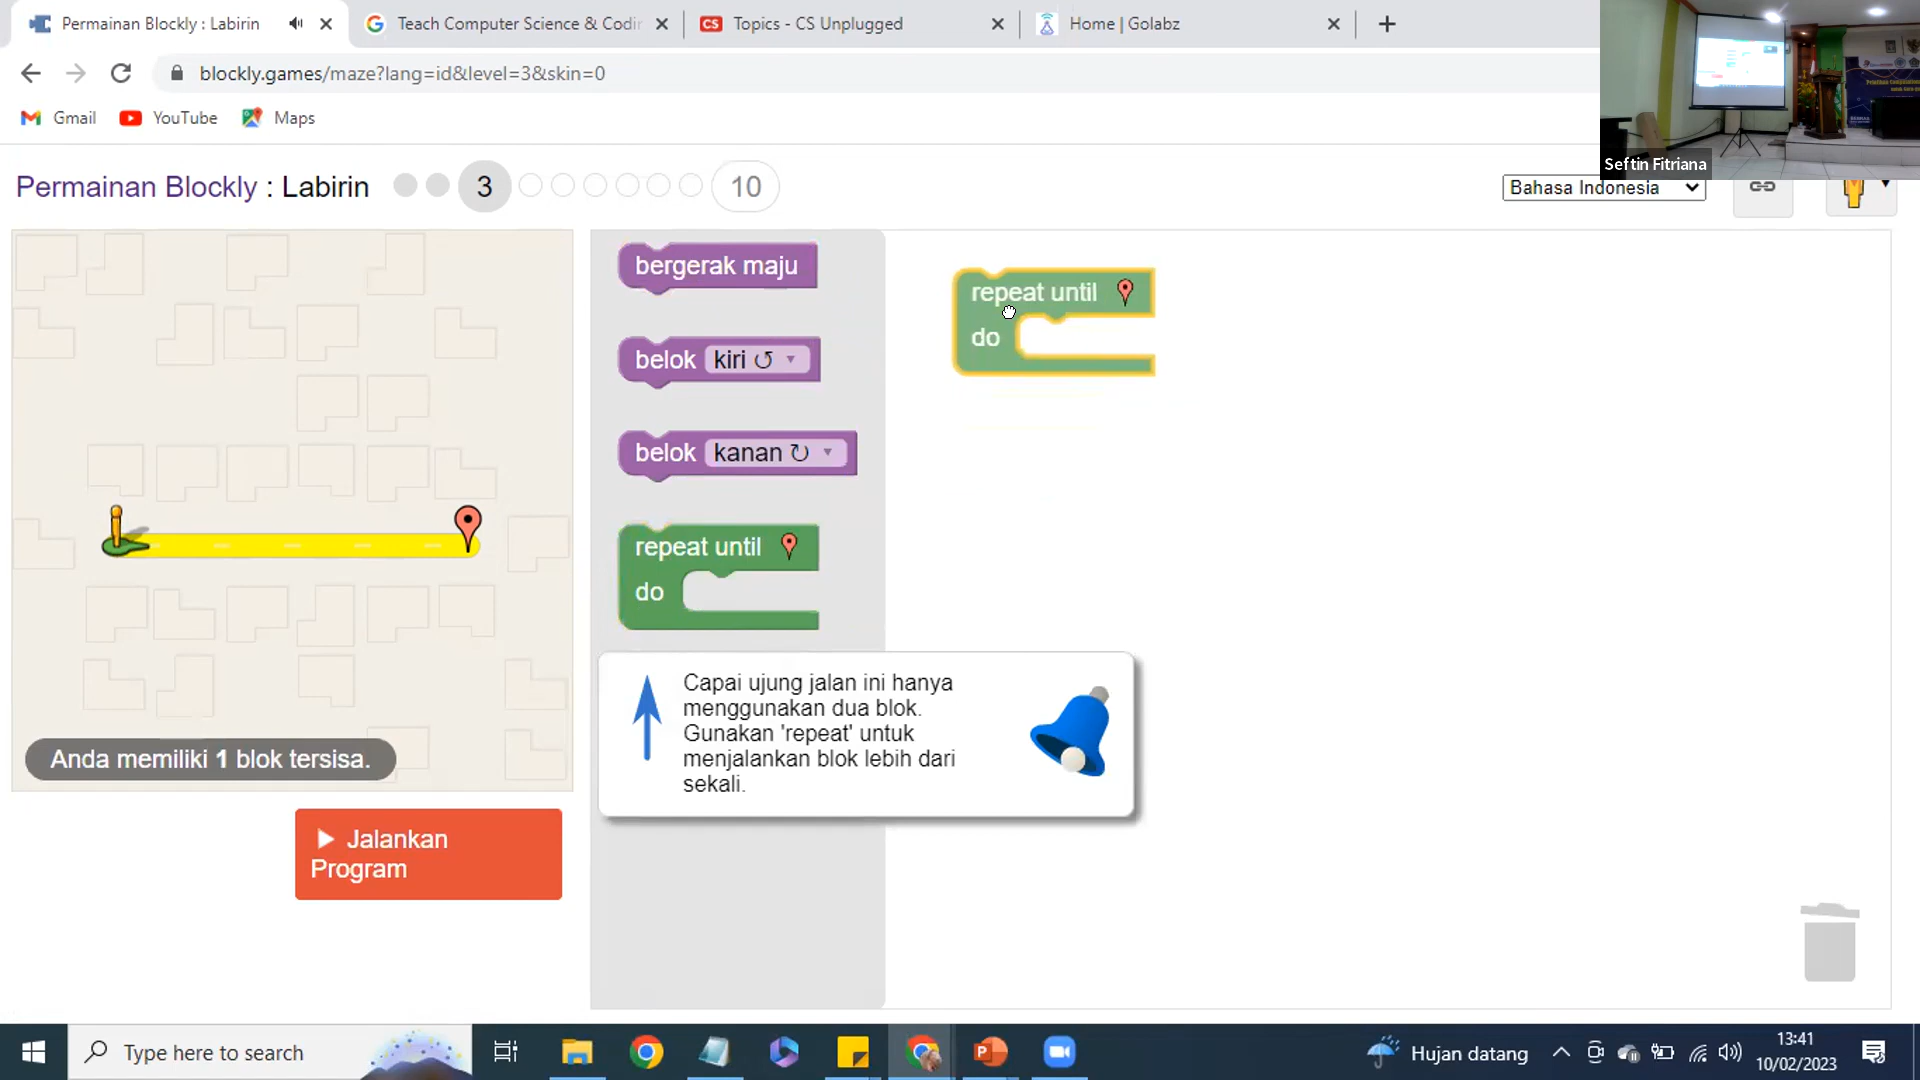 Permainan Blockly : Labirin
Teach Computer Science & Codin
CS
Topics - CS Unplugged
Home | Golabz
blockly.games/maze?lang=id&level=3&skin=0
Gmail
YouTube
Maps
Seftin Fitriana
Permainan Blockly : Labirin
3
10
Bahasa Indonesia
bergerak maju
belok kiri ↺
belok kanan ↻
repeat until
do
repeat until
do
Capai ujung jalan ini hanya
menggunakan dua blok.
Gunakan 'repeat' untuk
menjalankan blok lebih dari
sekali.
Anda memiliki 1 blok tersisa.
Jalankan
Program
Type here to search
Hujan datang
13:41
10/02/2023